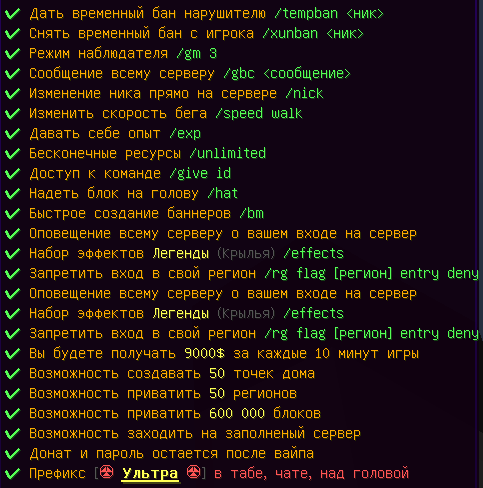 ✔ Дать временный бан нарушителю /tempban <ник>
✔ Снять временный бан с игрока /xunban <ник>
✔ Режим наблюдателя /gm 3
✔ Сообщение всему серверу /gbc <сообщение>
✔ Изменение ника прямо на сервере /nick
✔ Изменить скорость бега /speed walk
✔ Давать себе опыт /exp
✔ Бесконечные ресурсы /unlimited
✔ Доступ к команде /give id
✔ Надеть блок на голову /hat
✔ Быстрое создание баннеров /bm
✔ Оповещение всему серверу о вашем входе на сервер
✔ Набор эффектов Легенды (Крылья) /effects
✔ Запретить вход в свой регион /rg flag [регион] entry deny
✔ Оповещение всему серверу о вашем входе на сервер
✔ Набор эффектов Легенды (Крылья) /effects
✔ Запретить вход в свой регион /rg flag [регион] entry deny
✔ Вы будете получать 9000$ за каждые 10 минут игры
✔ Возможность создавать 50 точек дома
✔ Возможность приватить 50 регионов
✔ Возможность приватить 600 000 блоков
✔ Возможность заходить на заполненый сервер
✔ Донат и пароль остается после вайпа
✔ Префикс [☢ Ультра ☢] в табе, чате, над головой